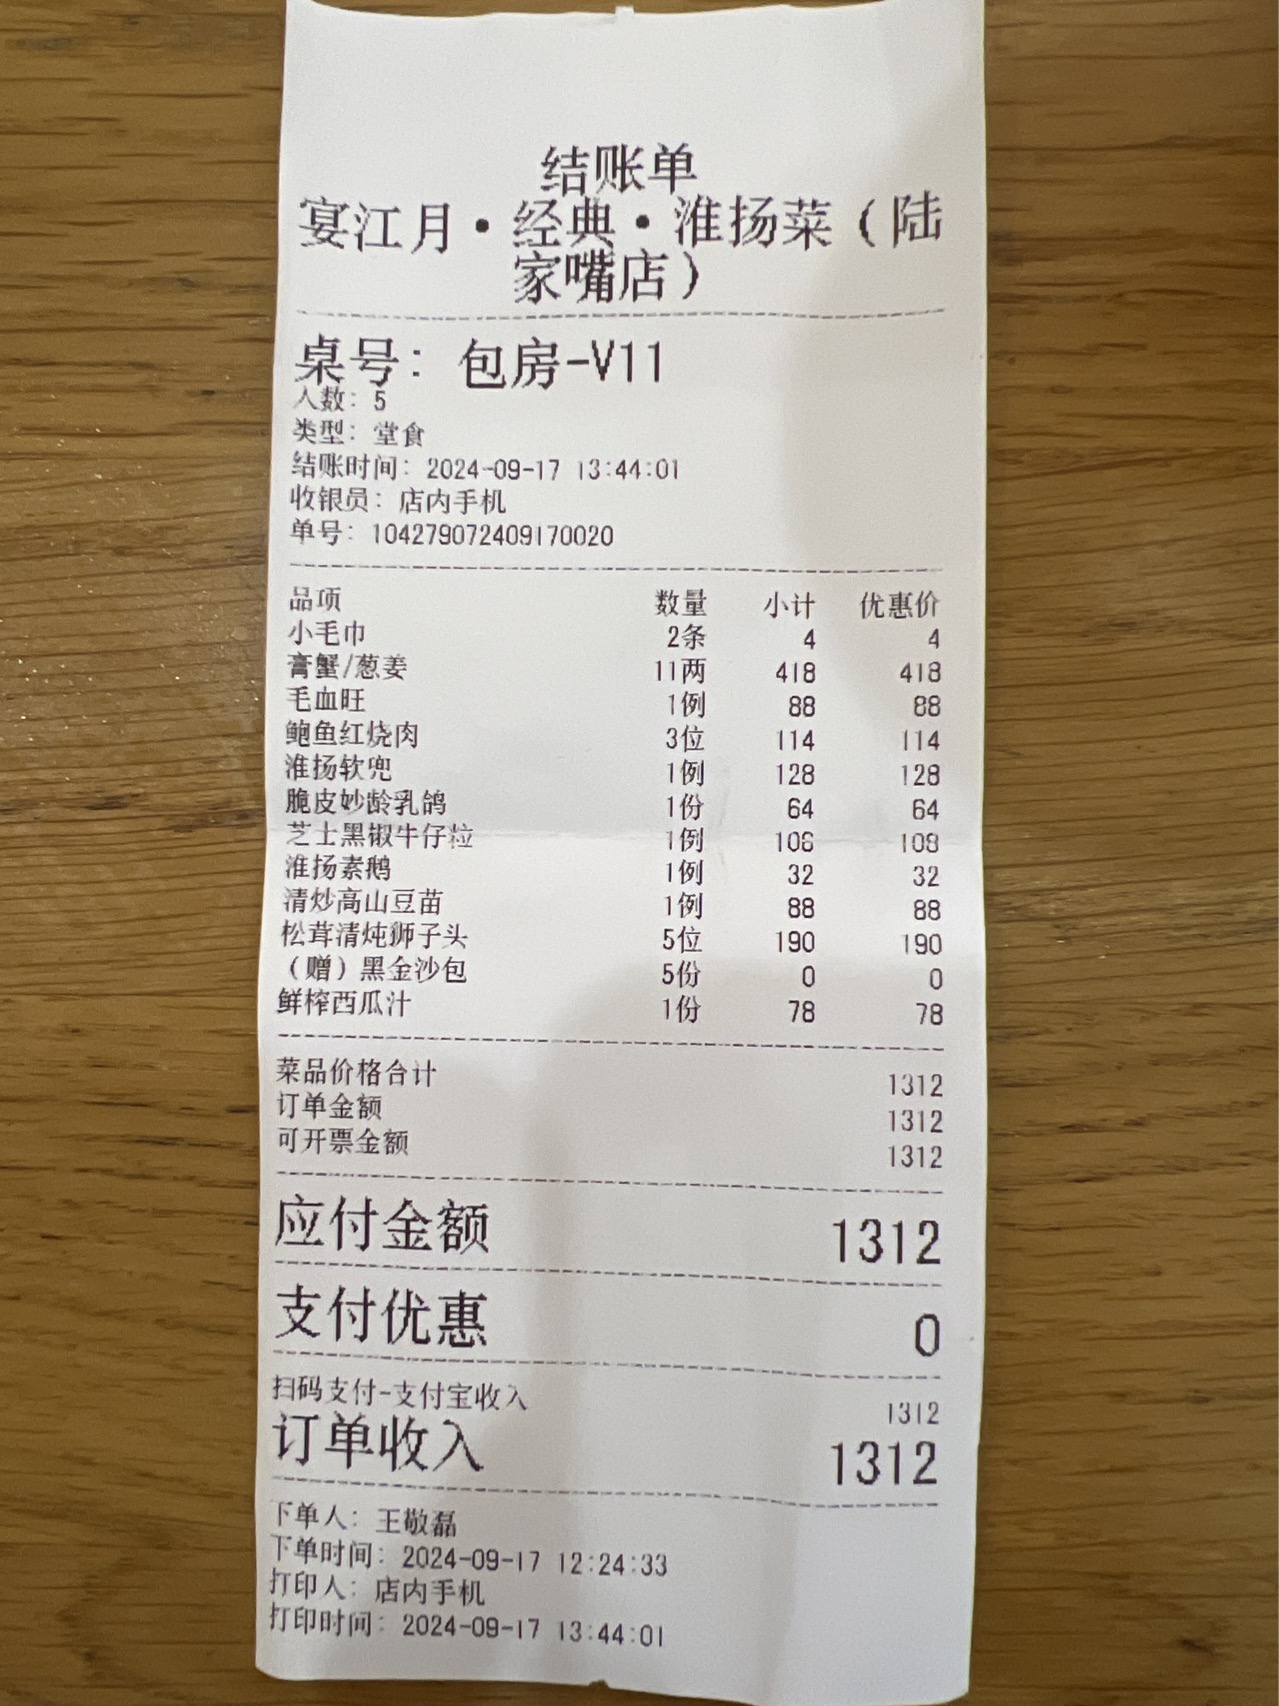 结账单
宴江月·经典·淮扬菜(陆
家嘴店)
桌号: 包房-V11
人数: 5
类型: 堂食
结账时间: 2024-09-17 13:44:01
收银员: 店内手机
单号: 104279072409170020
品项 数量 小计 优惠价
小毛巾 2条 4 4
膏蟹/葱姜 11两 418 418
毛血旺 1例 88 88
鲍鱼红烧肉 3位 114 114
淮扬软兜 1例 128 128
脆皮妙龄乳鸽 1份 64 64
芝士黑椒牛仔粒 1例 108 108
淮扬素鹅 1例 32 32
清炒高山豆苗 1例 88 88
松茸清炖狮子头 5位 190 190
(赠)黑金沙包 5份 0 0
鲜榨西瓜汁 1份 78 78
菜品价格合计 1312
订单金额 1312
可开票金额 1312
应付金额 1312
支付优惠 0
扫码支付-支付宝收入 1312
订单收入 1312
下单人: 王敬磊
下单时间: 2024-09-17 12:24:33
打印人: 店内手机
打印时间: 2024-09-17 13:44:01